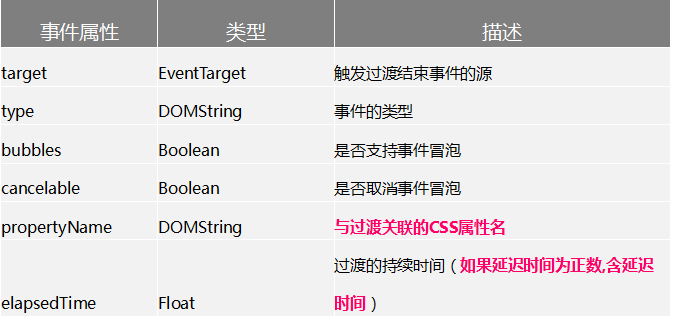 事件属性 类型 描述
target EventTarget 触发过渡结束事件的源
type DOMString 事件的类型
bubbles Boolean 是否支持事件冒泡
cancelable Boolean 是否取消事件冒泡
propertyName DOMString 与过渡关联的CSS属性名
过渡的持续时间（如果延迟时间为正数,含延迟
elapsedTime Float 时间）